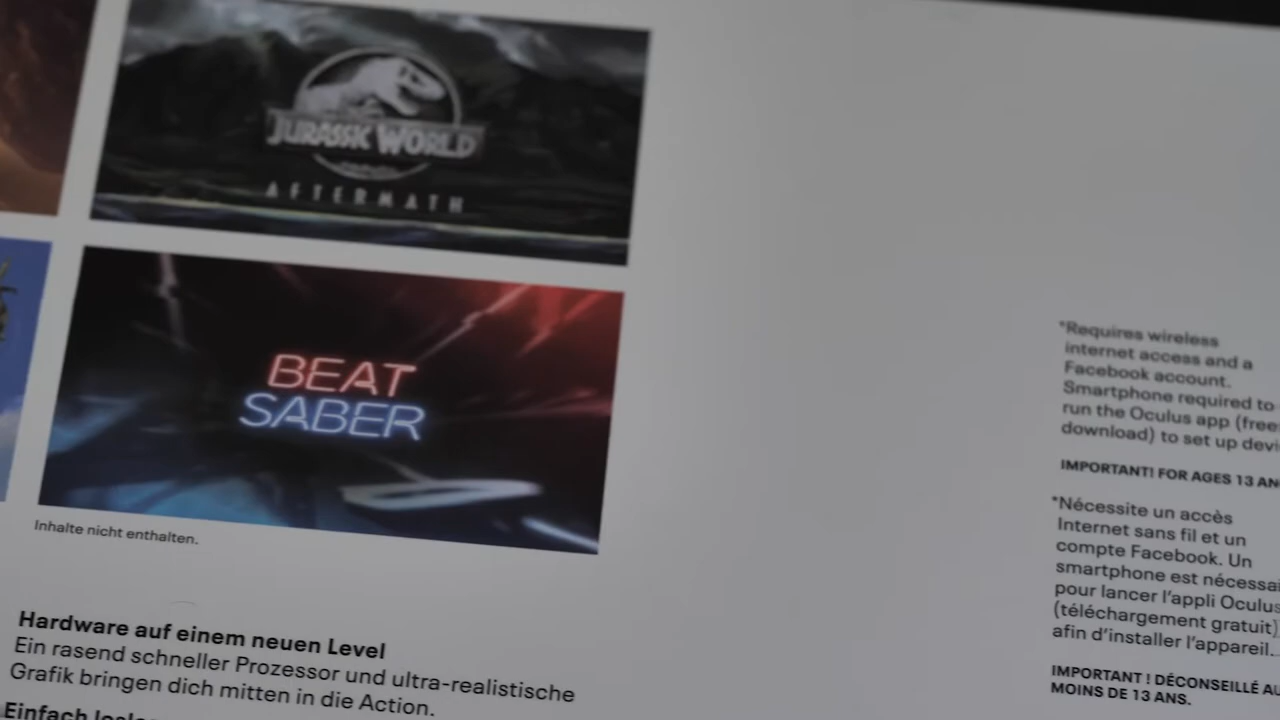 JURASSIC WORLD
AFTERMATH
BEAT
SABER
Inhalte nicht enthalten.
Hardware auf einem neuen Level
Ein rasend schneller Prozessor und ultra-realistische
Grafik bringen dich mitten in die Action.
Einfach
*Requires wireless
internet access and a
Facebook account.
Smartphone required to
run the Oculus app (free
download) to set up
IMPORTANT! FOR AGES 13
*Nécessite un accès
Internet sans fil et un
compte Facebook. Un
smartphone est
pour lancer l'appli Oculus
(téléchargement gratuit)
afin d'installer l'appareil.
IMPORTANT ! DÉCONSEILLÉ
MOINS DE 13 ANS.